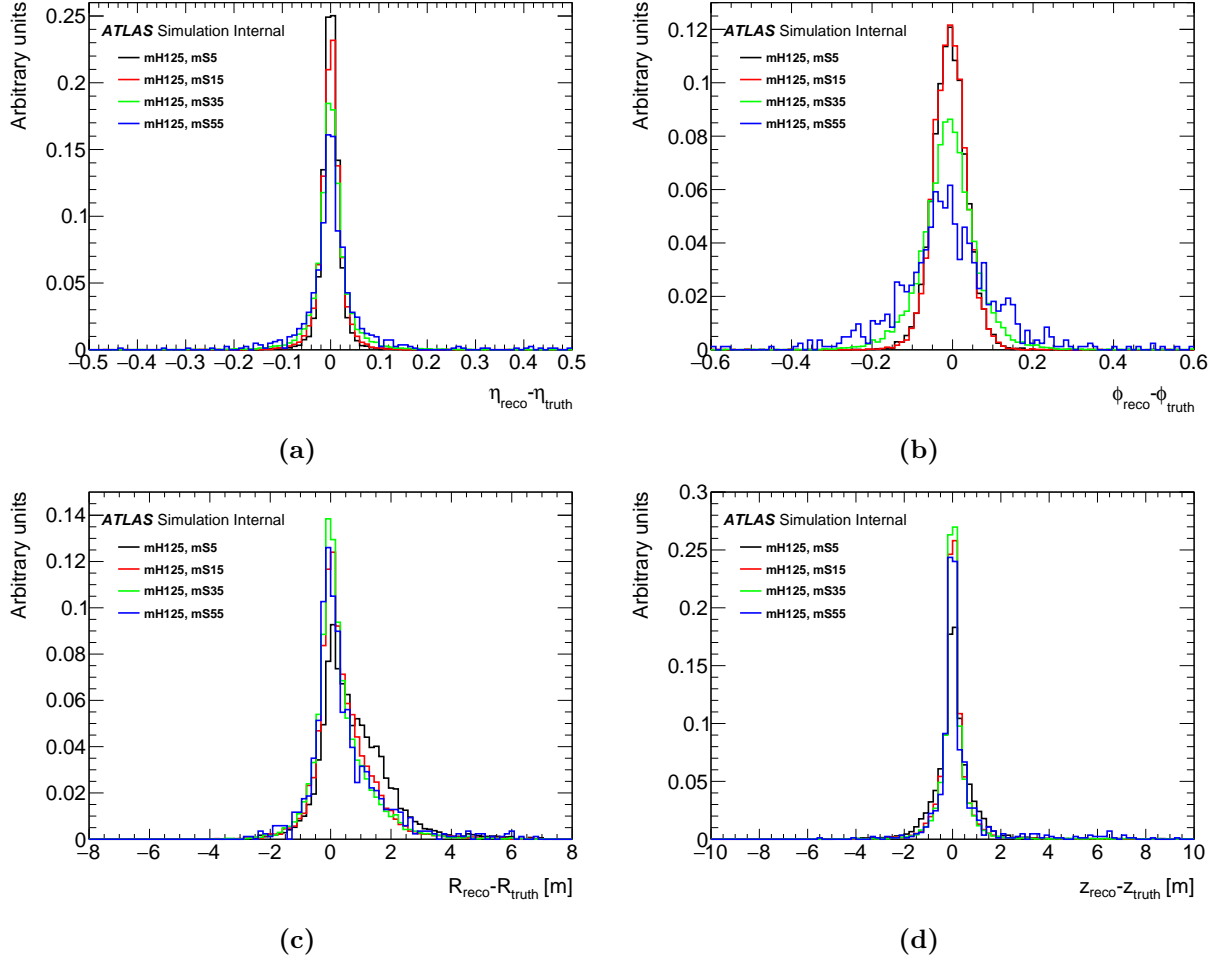 Arbitrary units
ATLAS Simulation Internal
mH125, mS5
mH125, mS15
mH125, mS35
mH125, mS55
0.25
0.2
0.15
0.1
0.05
0
−0.5 −0.4 −0.3 −0.2 −0.1 0 0.1 0.2 0.3 0.4 0.5
ηreco-ηtruth
(a)
Arbitrary units
ATLAS Simulation Internal
mH125, mS5
mH125, mS15
mH125, mS35
mH125, mS55
0.12
0.1
0.08
0.06
0.04
0.02
0
−0.6 −0.4 −0.2 0 0.2 0.4 0.6
ϕreco-ϕtruth
(b)
Arbitrary units
ATLAS Simulation Internal
mH125, mS5
mH125, mS15
mH125, mS35
mH125, mS55
0.14
0.12
0.1
0.08
0.06
0.04
0.02
0
−8 −6 −4 −2 0 2 4 6 8
Rreco-Rtruth [m]
(c)
Arbitrary units
ATLAS Simulation Internal
mH125, mS5
mH125, mS15
mH125, mS35
mH125, mS55
0.3
0.25
0.2
0.15
0.1
0.05
0
−10 −8 −6 −4 −2 0 2 4 6 8 10
zreco-ztruth [m]
(d)